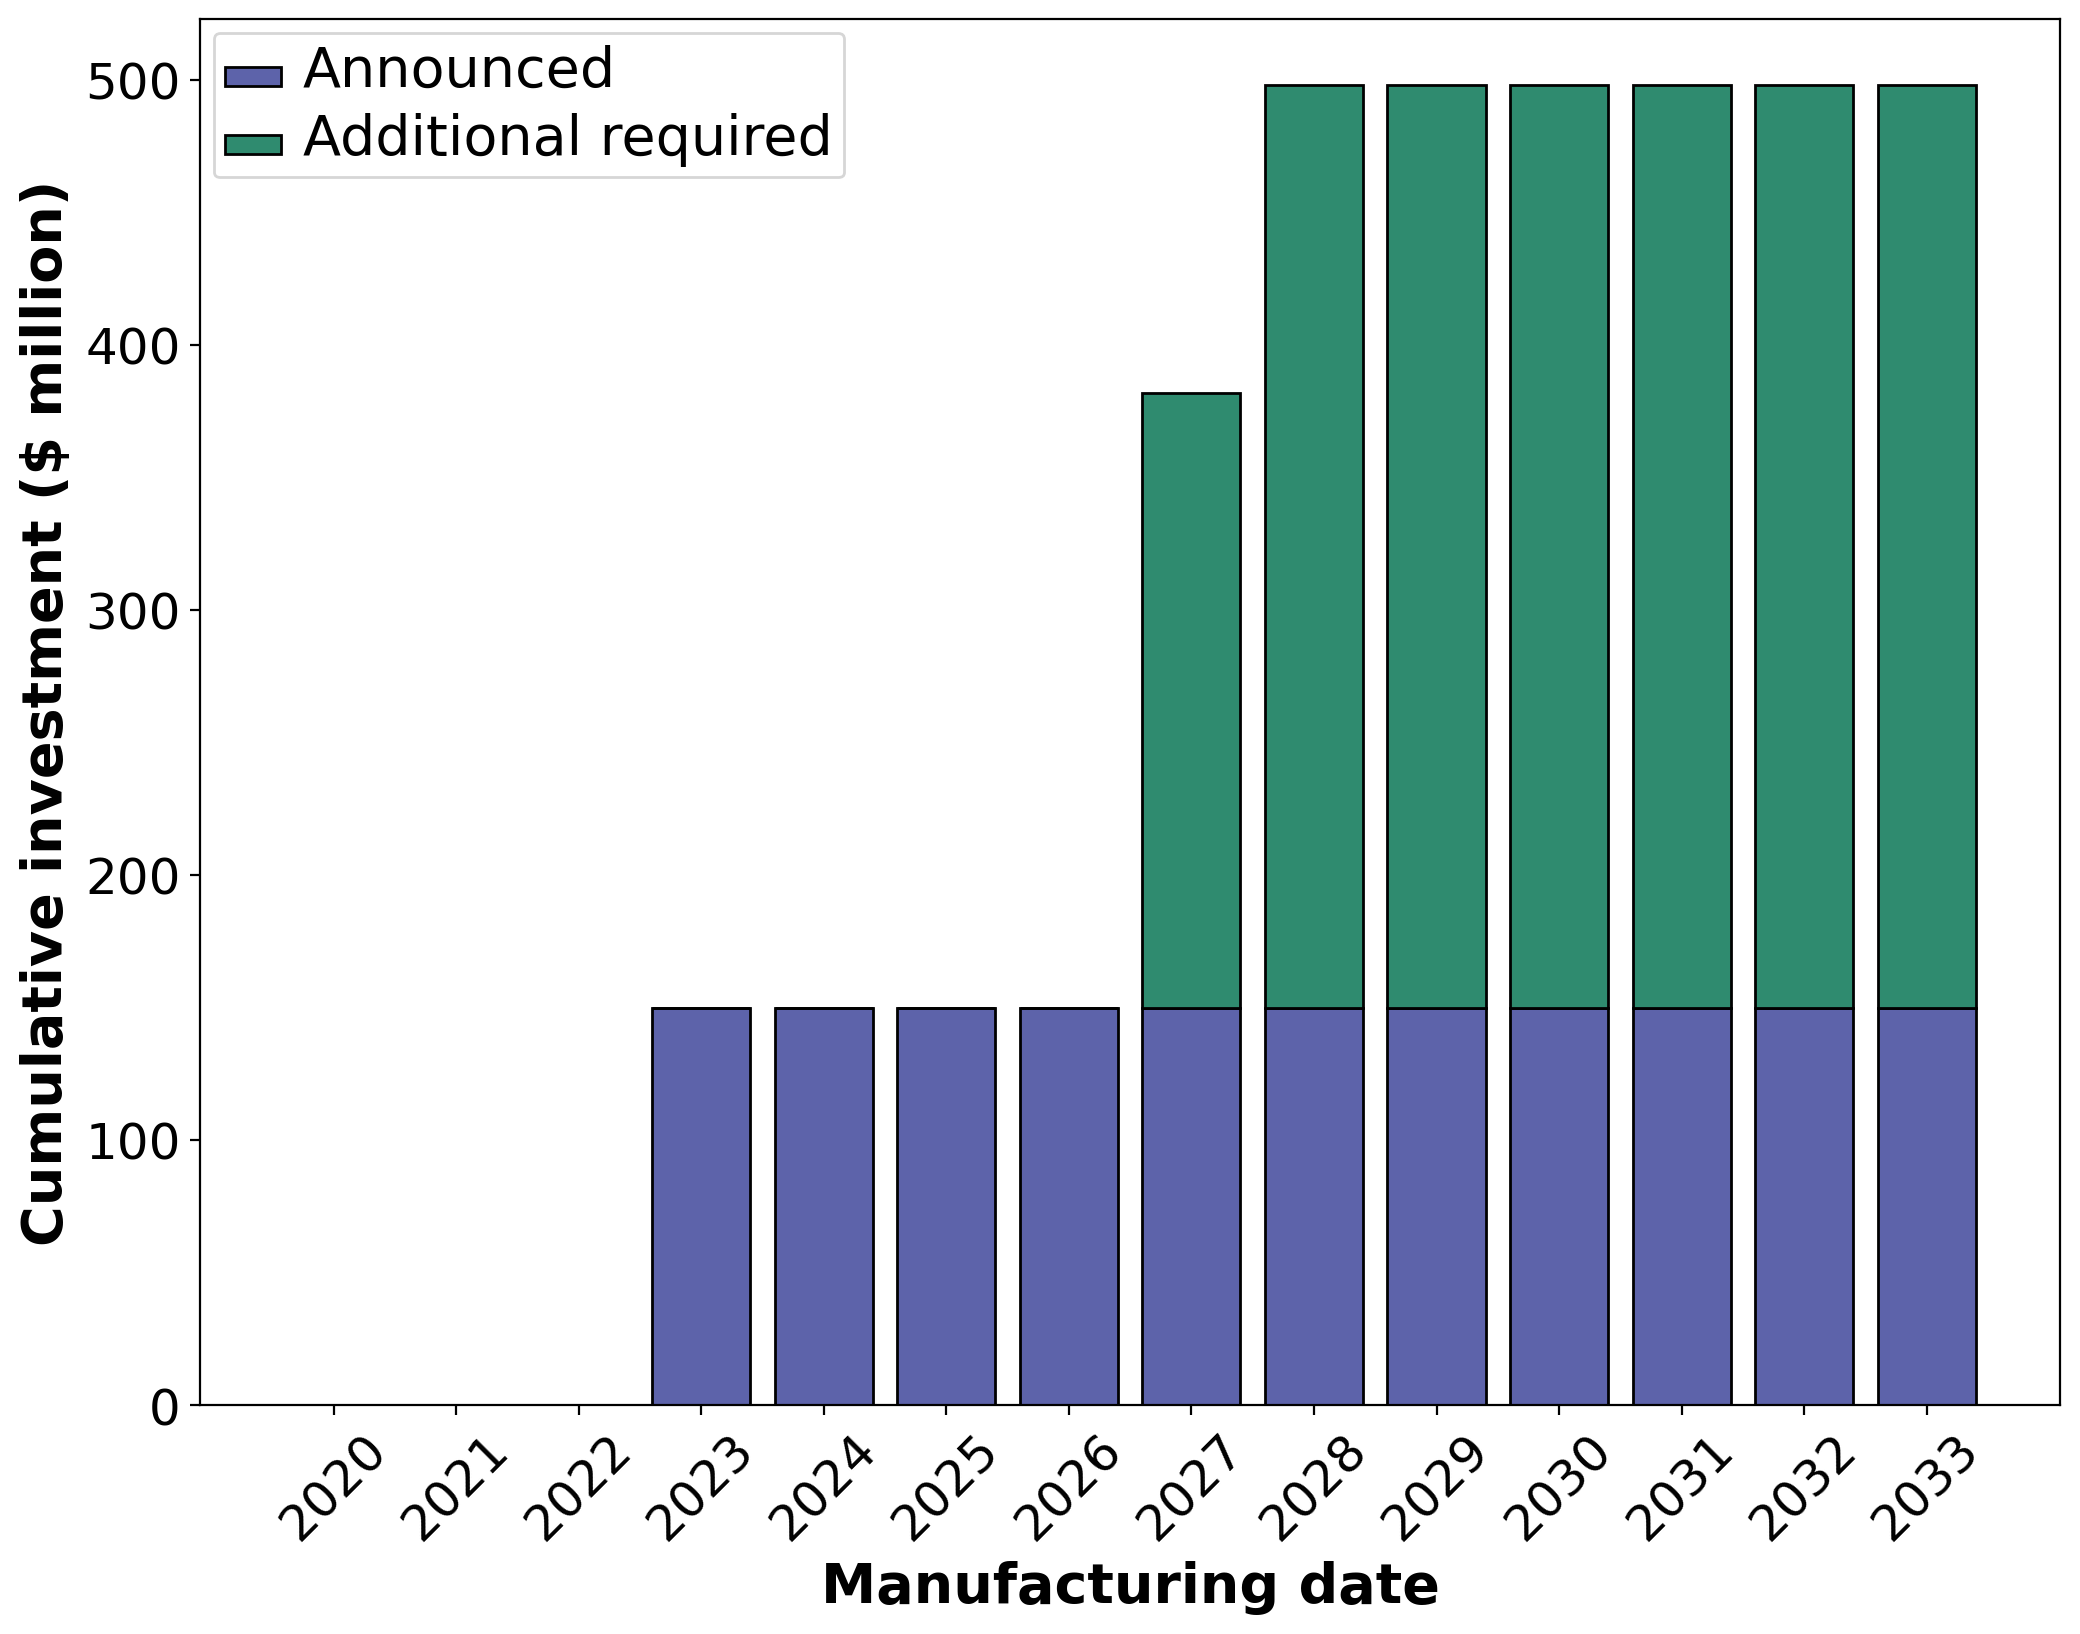 Announced
Additional required
Cumulative investment ($ million)
500
400
300
200
100
0
2020 2021 2022 2023 2024 2025 2026 2027 2028 2029 2030 2031 2032 2033
Manufacturing date